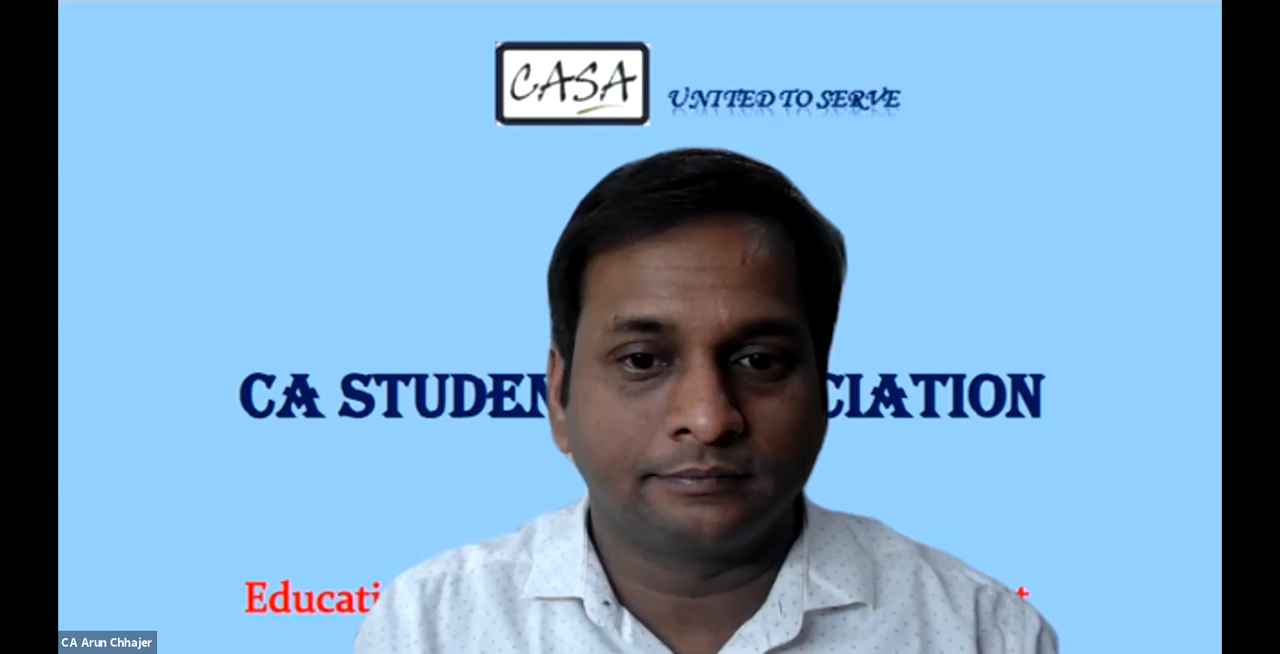 CASA
UNITED TO SERVE
CA STUDEN CIATION
Educati t
CA Arun Chhajer